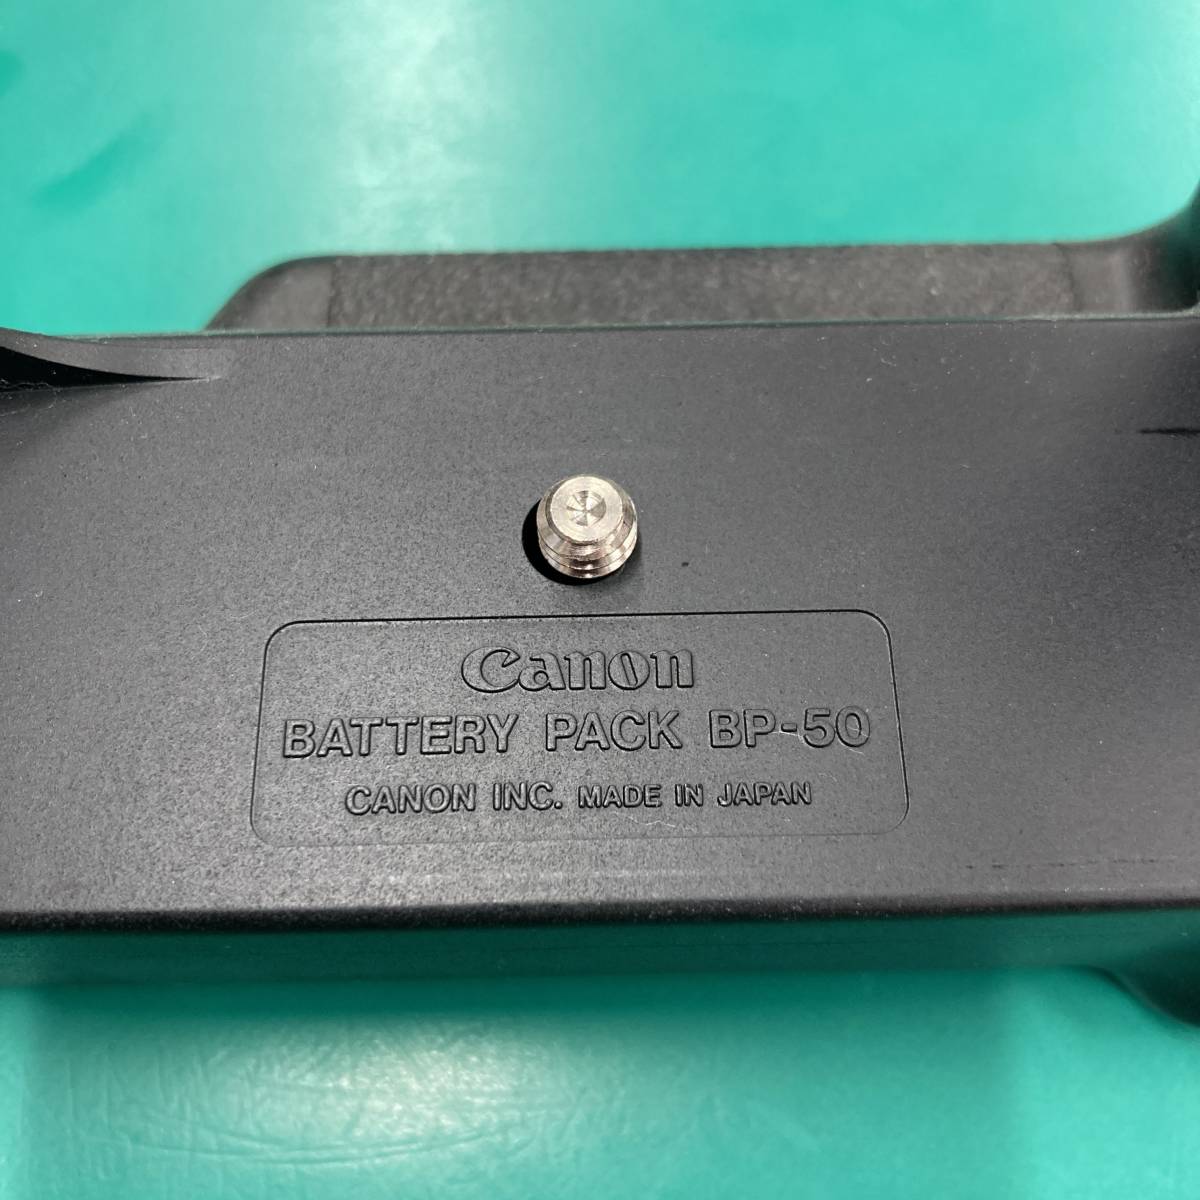 Canon
BATTERY PACK BP-50
CANON INC. MADE IN JAPAN